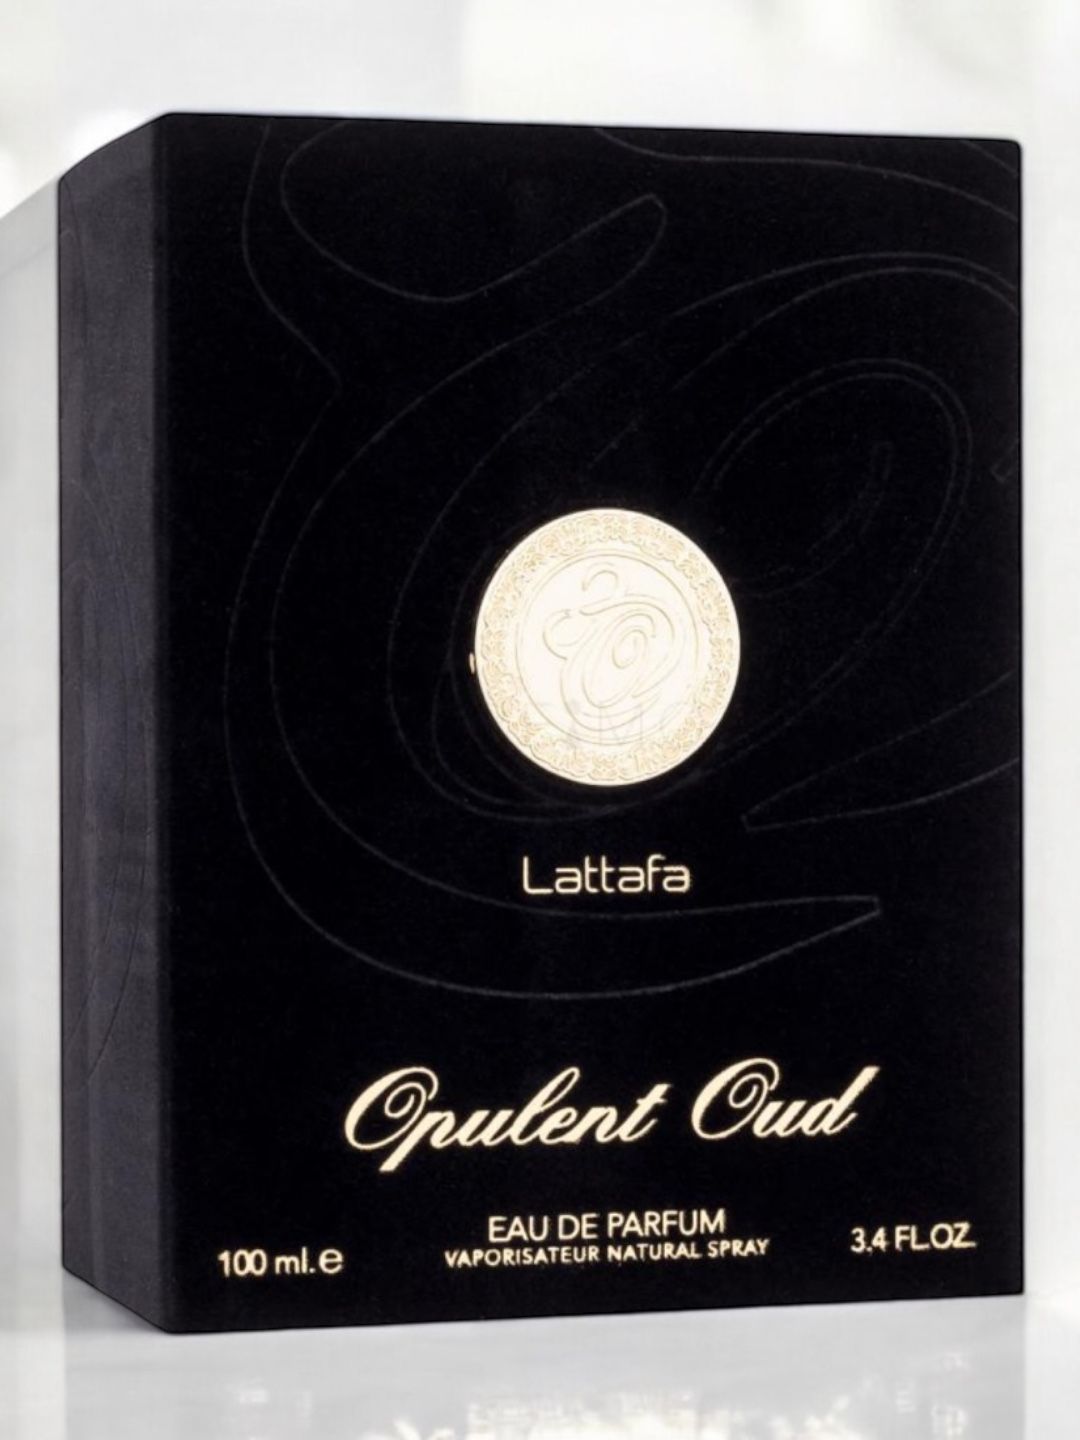 Lattafa
Opulent Oud
EAU DE PARFUM
VAPORISATEUR NATURAL SPRAY
100 ml.e
3.4 FL.OZ.